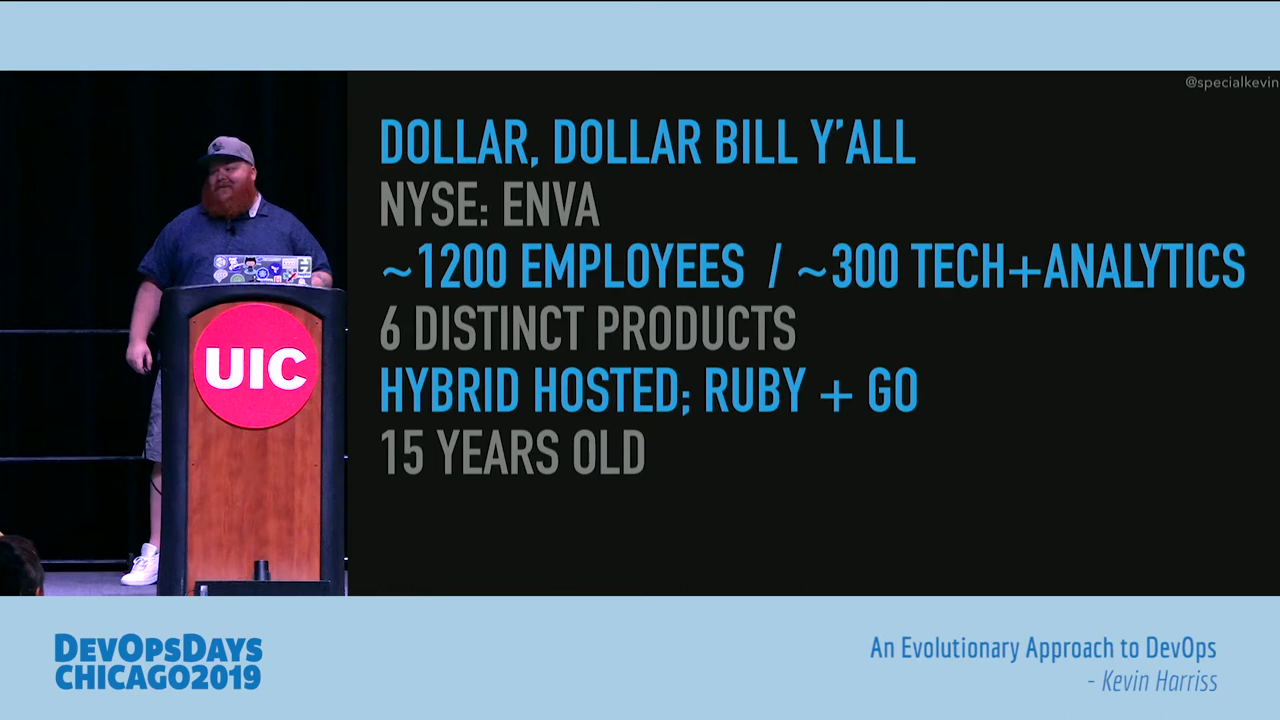 @specialkevin
DOLLAR, DOLLAR BILL Y'ALL
NYSE: ENVA
~1200 EMPLOYEES / ~300 TECH+ANALYTICS
6 DISTINCT PRODUCTS
HYBRID HOSTED; RUBY + GO
15 YEARS OLD
UIC
DEVOPSDAYS
CHICAGO2019
An Evolutionary Approach to DevOps
- Kevin Harriss